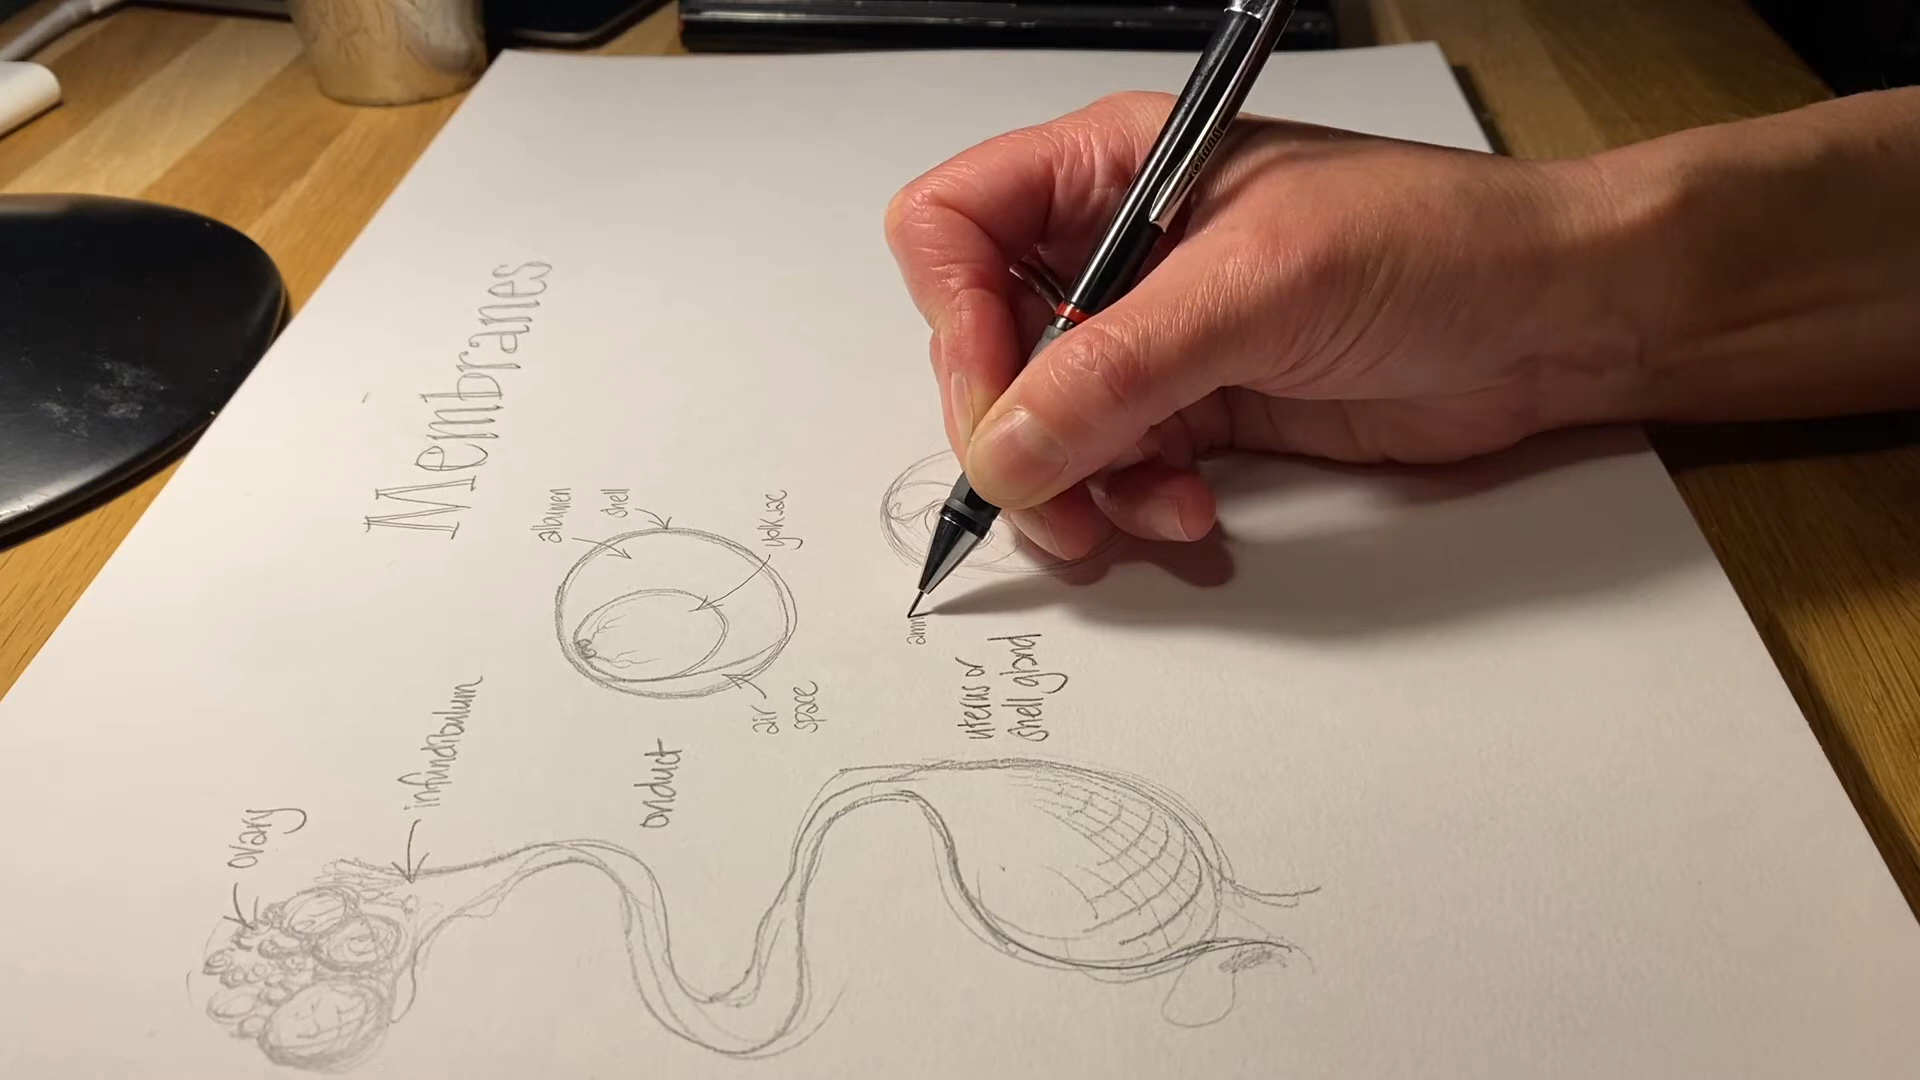 Membranes
albumen
shell
yolk sac
air
space
amn
uterus or
shell gland
oviduct
infundibulum
ovary